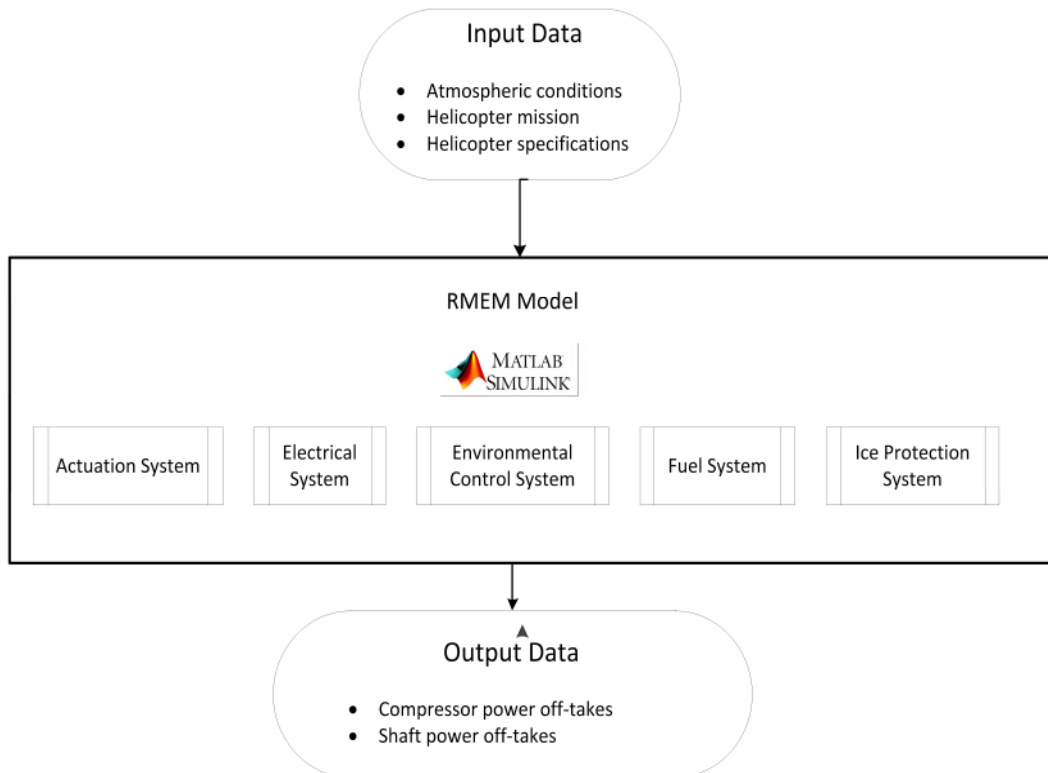 Input Data
• Atmospheric conditions
• Helicopter mission
• Helicopter specifications
RMEM Model
MATLAB
SIMULINK
Actuation System
Electrical
System
Environmental
Control System
Fuel System
Ice Protection
System
Output Data
• Compressor power off-takes
• Shaft power off-takes